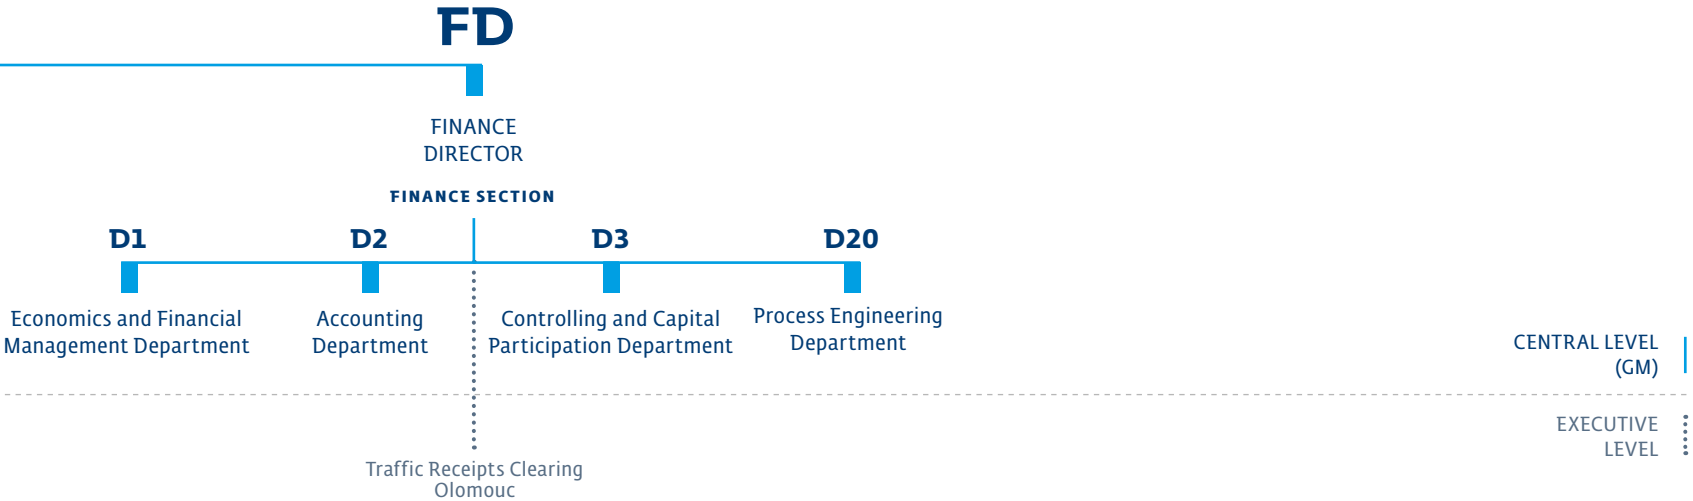 FD
FINANCE
DIRECTOR
FINANCE SECTION
D1
D2
D3
D20
Economics and Financial
Management Department
Accounting
Department
Controlling and Capital
Participation Department
Process Engineering
Department
CENTRAL LEVEL
(GM)
EXECUTIVE
LEVEL
Traffic Receipts Clearing
Olomouc